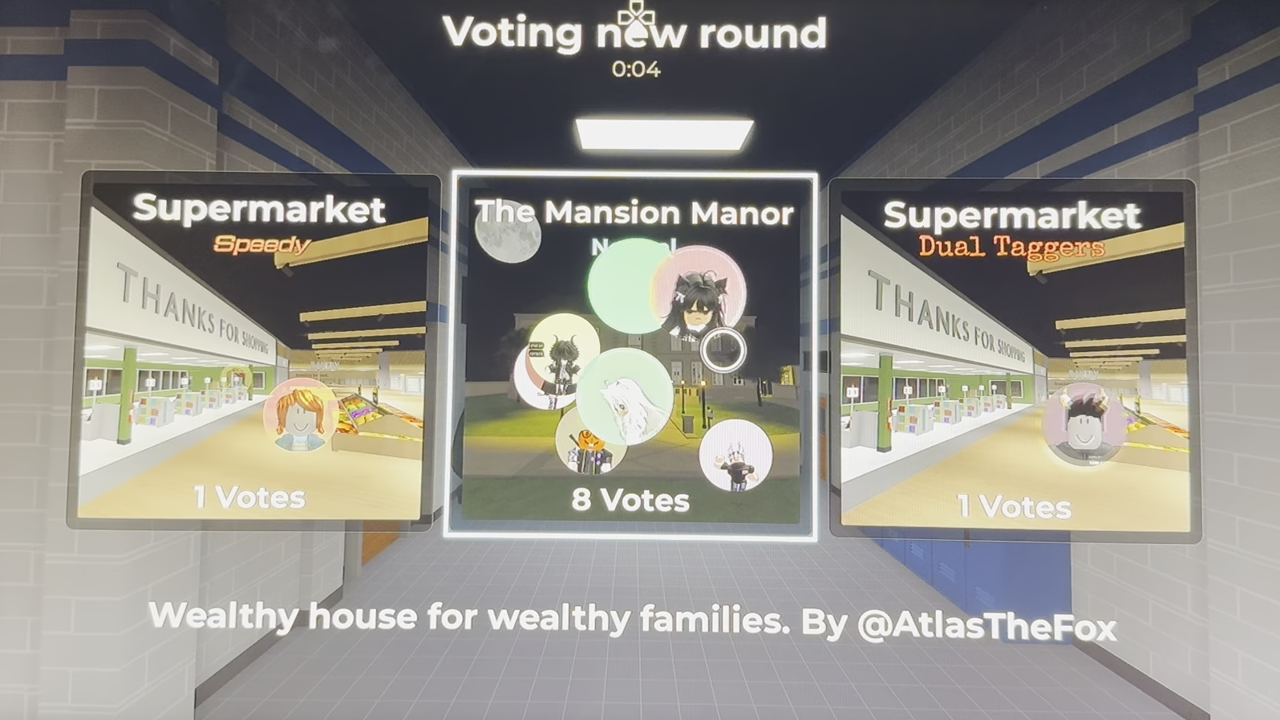 Voting new round
0:04
Supermarket
Speedy
THANKS FOR SHOPPING
1 Votes
The Mansion Manor
8 Votes
Supermarket
Dual Taggers
THANKS FOR SHOPPING
1 Votes
Wealthy house for wealthy families. By @AtlasTheFox